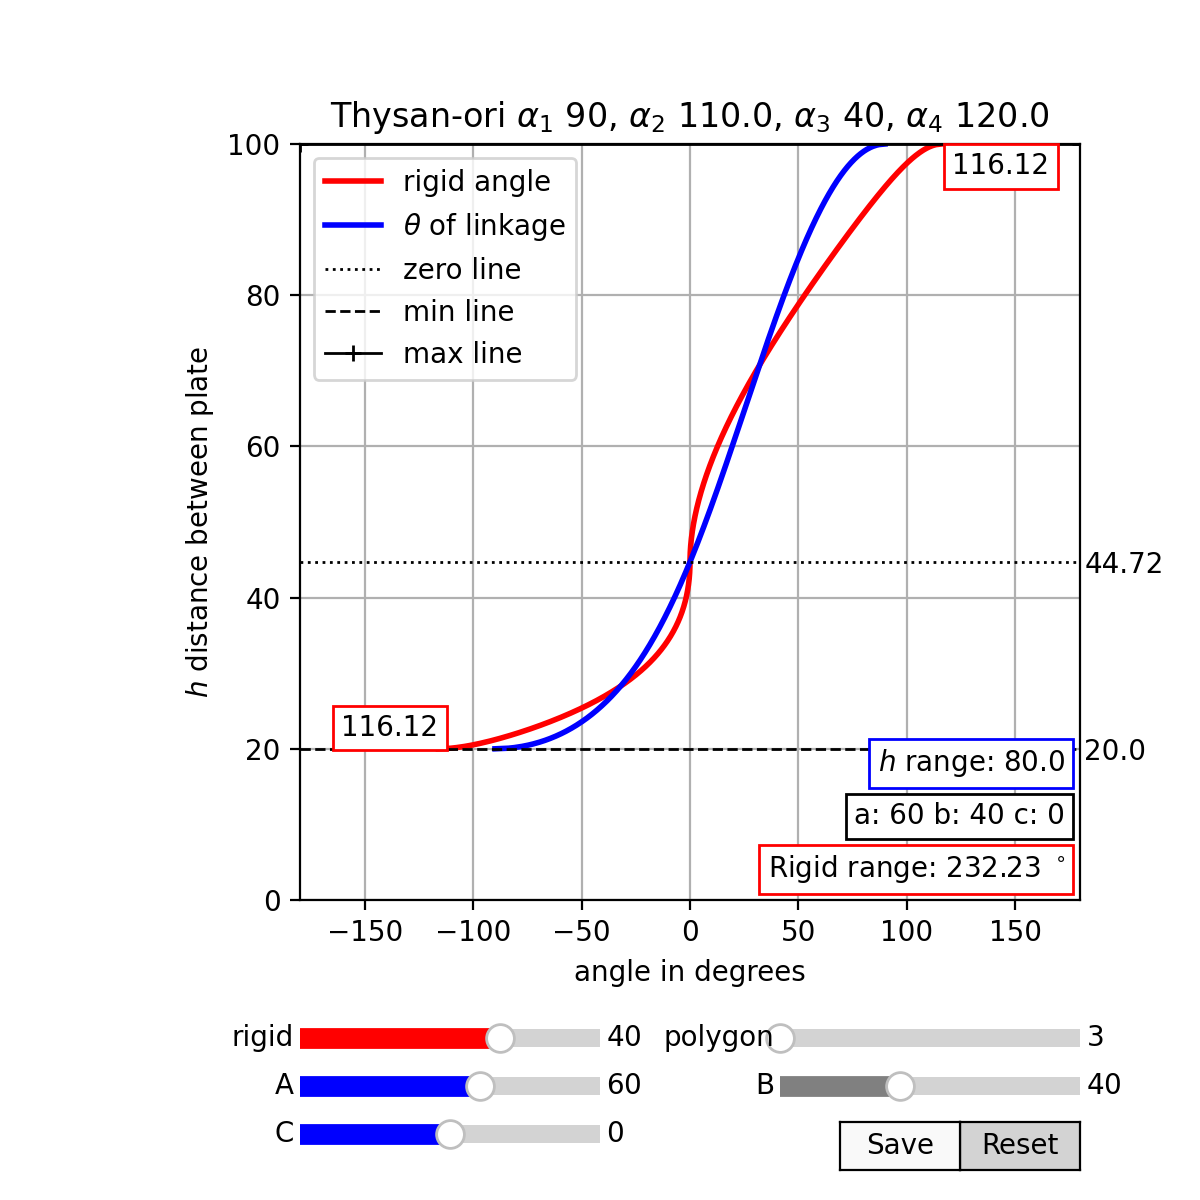 Thysan-ori α₁ 90, α₂ 110.0, α₃ 40, α₄ 120.0
100
80
60
40
20
0
h distance between plate
rigid angle
θ of linkage
zero line
min line
max line
116.12
44.72
116.12
20.0
h range: 80.0
a: 60 b: 40 c: 0
Rigid range: 232.23 °
−150 −100 −50 0 50 100 150
angle in degrees
rigid 40 polygon 3
A 60 B 40
C 0
Save Reset